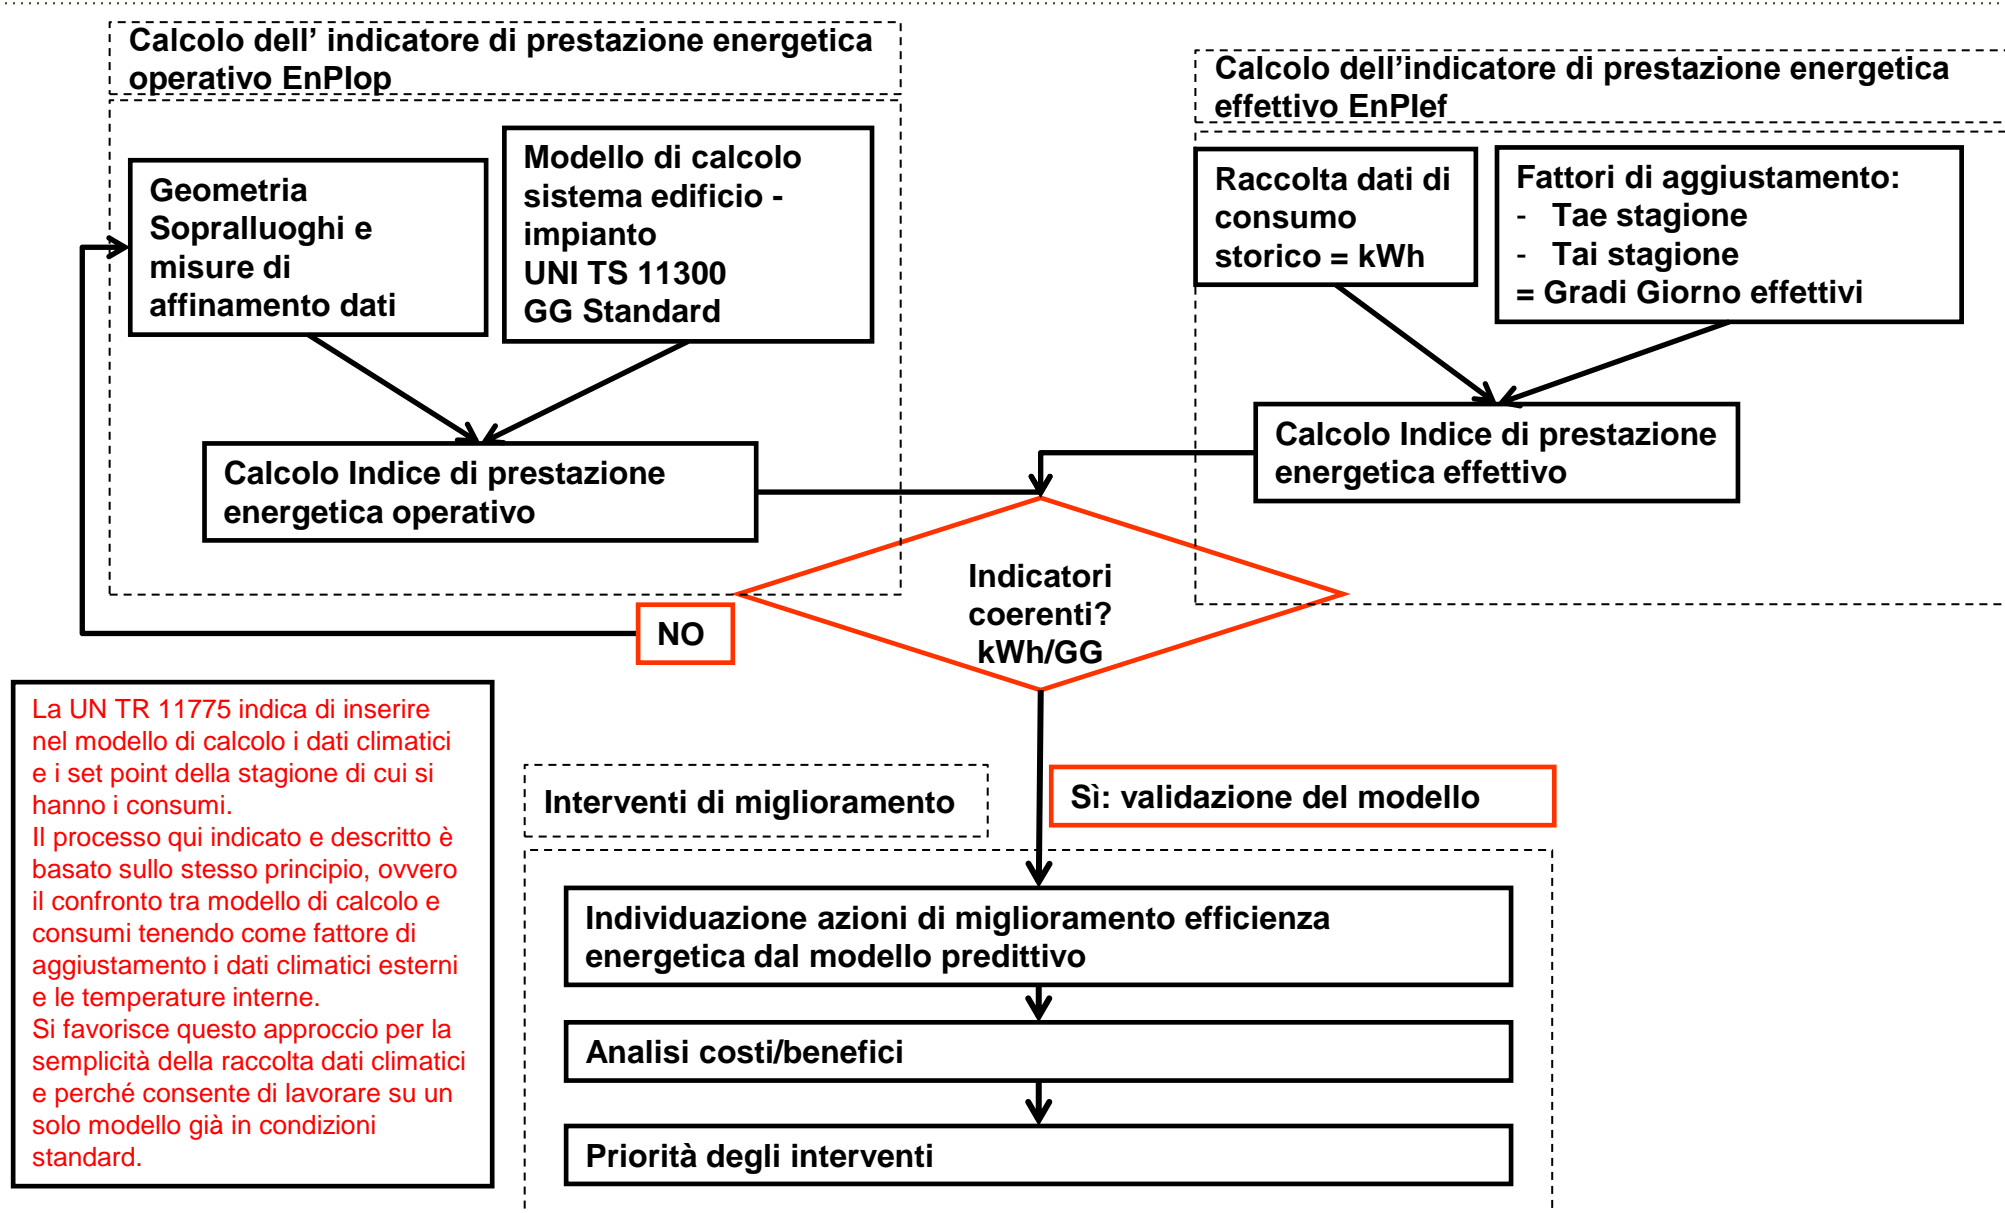 Calcolo dell’ indicatore di prestazione energetica
operativo EnPIop
Calcolo dell’indicatore di prestazione energetica
effettivo EnPIef
Geometria
Sopralluoghi e
misure di
affinamento dati
Modello di calcolo
sistema edificio -
impianto
UNI TS 11300
GG Standard
Raccolta dati di
consumo
storico = kWh
Fattori di aggiustamento:
- Tae stagione
- Tai stagione
= Gradi Giorno effettivi
Calcolo Indice di prestazione
energetica operativo
Calcolo Indice di prestazione
energetica effettivo
Indicatori
coerenti?
kWh/GG
NO
La UN TR 11775 indica di inserire
nel modello di calcolo i dati climatici
e i set point della stagione di cui si
hanno i consumi.
Il processo qui indicato e descritto è
basato sullo stesso principio, ovvero
il confronto tra modello di calcolo e
consumi tenendo come fattore di
aggiustamento i dati climatici esterni
e le temperature interne.
Si favorisce questo approccio per la
semplicità della raccolta dati climatici
e perché consente di lavorare su un
solo modello già in condizioni
standard.
Interventi di miglioramento
Sì: validazione del modello
Individuazione azioni di miglioramento efficienza
energetica dal modello predittivo
Analisi costi/benefici
Priorità degli interventi